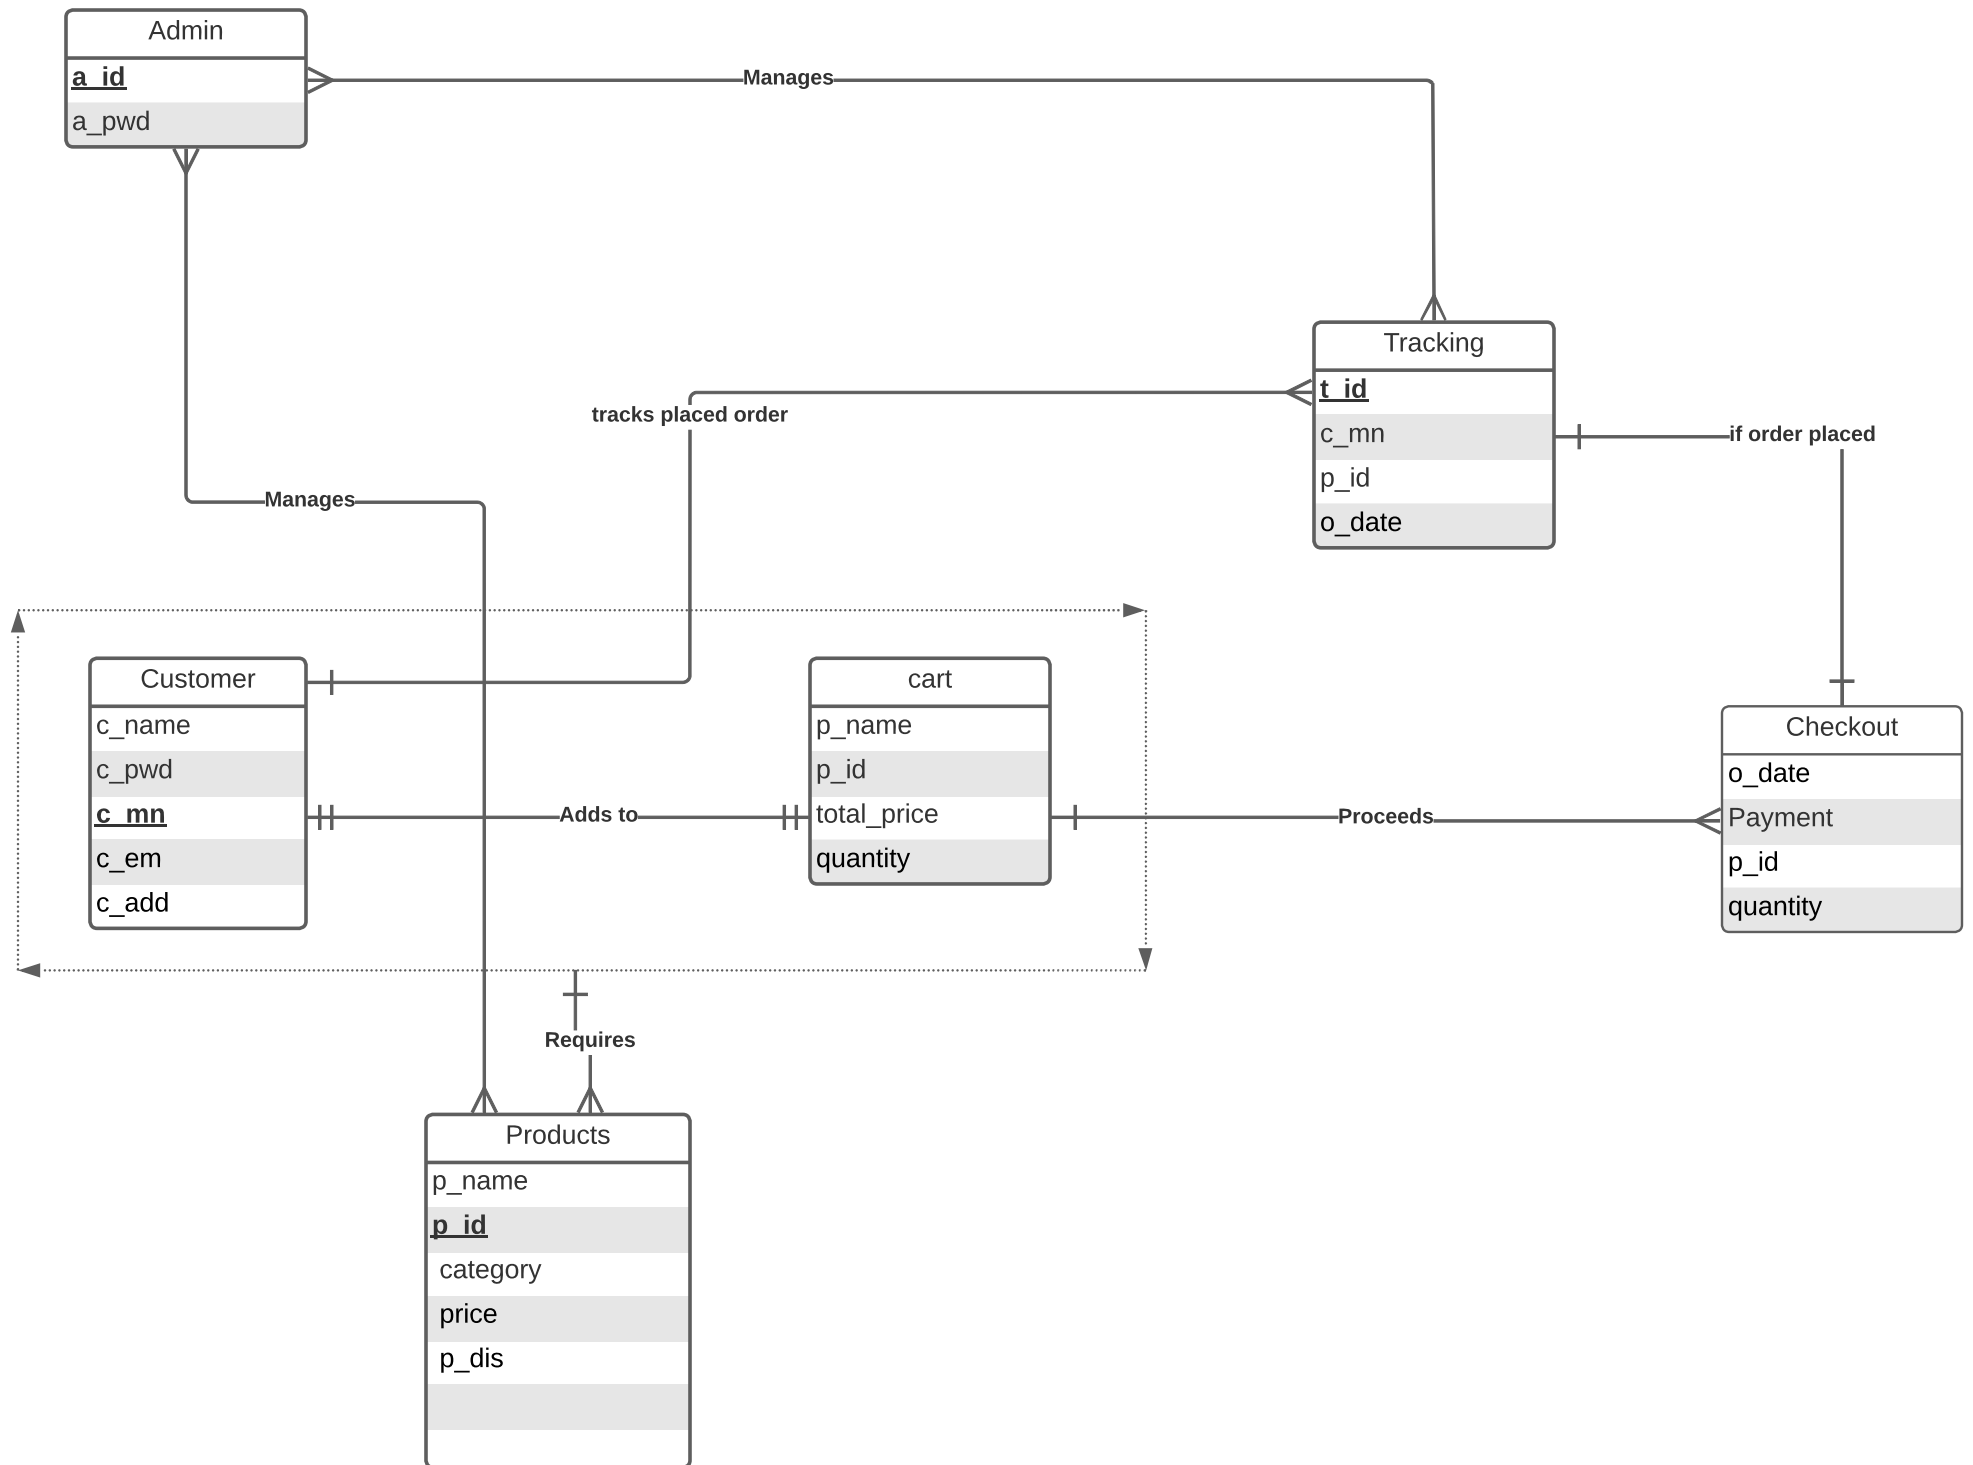 Admin
a_id
a_pwd
Manages
Tracking
t_id
c_mn
p_id
o_date
tracks placed order
if order placed
Manages
Customer
c_name
c_pwd
c_mn
c_em
c_add
Adds to
cart
p_name
p_id
total_price
quantity
Proceeds
Checkout
o_date
Payment
p_id
quantity
Requires
Products
p_name
p_id
category
price
p_dis